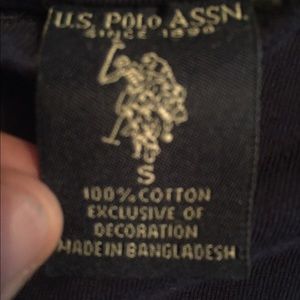 U.S. POLO ASSN.
SINCE 1890
S
100% COTTON
EXCLUSIVE OF
DECORATION
MADE IN BANGLADESH